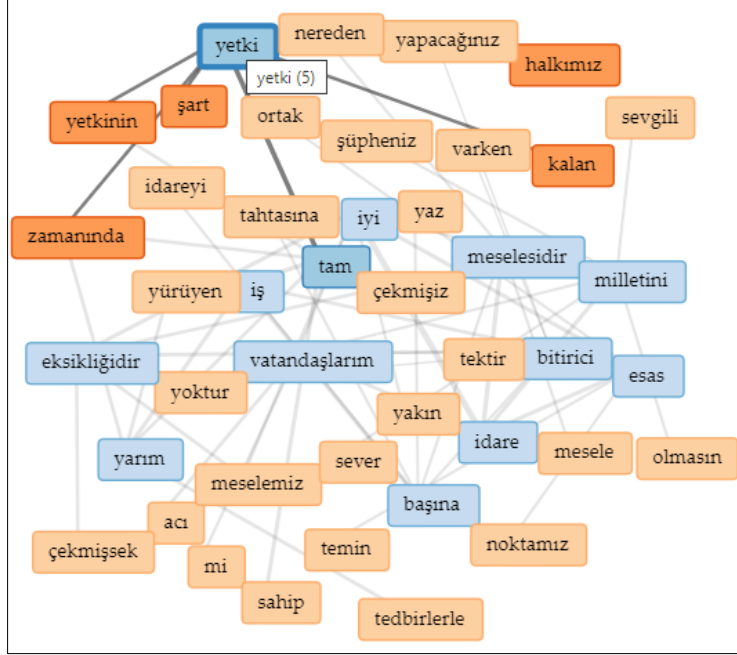 nereden
yetki
yapacağınız
halkımız
yetki (5)
şart
yetkinin
ortak
sevgili
şüpheniz
varken
kalan
idareyi
tahtasına
iyi
yaz
zamanında
meselesidir
tam
milletini
yürüyen
iş
çekmişiz
eksikliğidir
vatandaşlarım
tektir
bitirici
esas
yoktur
yakın
yarım
sever
idare
mesele
olmasın
meselemiz
başına
acı
çekmişsek
temin
noktamız
mi
sahip
tedbirlerle